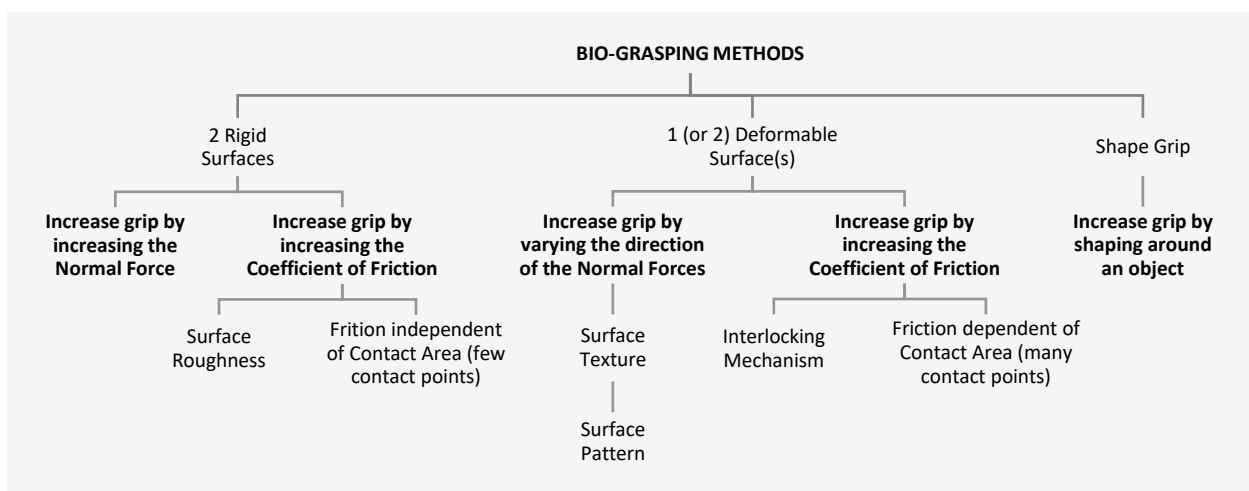 BIO-GRASPING METHODS
2 Rigid
Surfaces
1 (or 2) Deformable
Surface(s)
Shape Grip
Increase grip by
increasing the
Normal Force
Increase grip by
increasing the
Coefficient of Friction
Increase grip by
varying the direction
of the Normal Forces
Increase grip by
increasing the
Coefficient of Friction
Increase grip by
shaping around
an object
Surface
Roughness
Frition independent
of Contact Area (few
contact points)
Surface
Texture
Interlocking
Mechanism
Friction dependent of
Contact Area (many
contact points)
Surface
Pattern